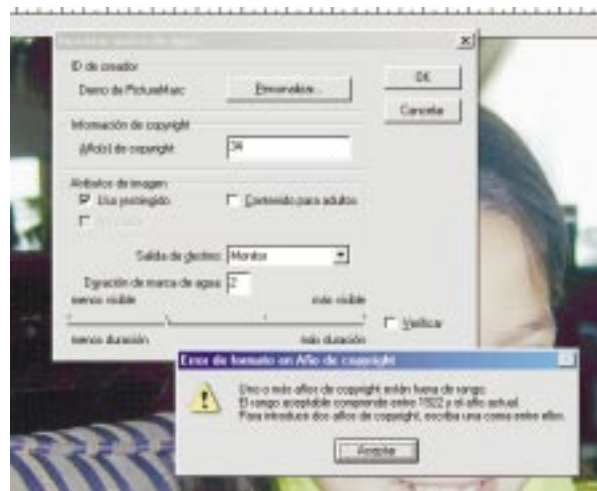 ID de creador
Demo de PictureMarc
Personalizar...
OK
Cancelar
Información de copyright
Año(s) de copyright:
34
Atributos de imagen
Uso restringido
Contenido para adultos
Salida de destino:
Monitor
Duración de marca de agua:
2
menos visible
más visible
menos duración
más duración
Verificar
Error de formato en Año de copyright
Uno o más años de copyright están fuera de rango.
El rango aceptable comprende entre 1922 y el año actual.
Para introducir dos años de copyright, escriba una coma entre ellos.
Aceptar